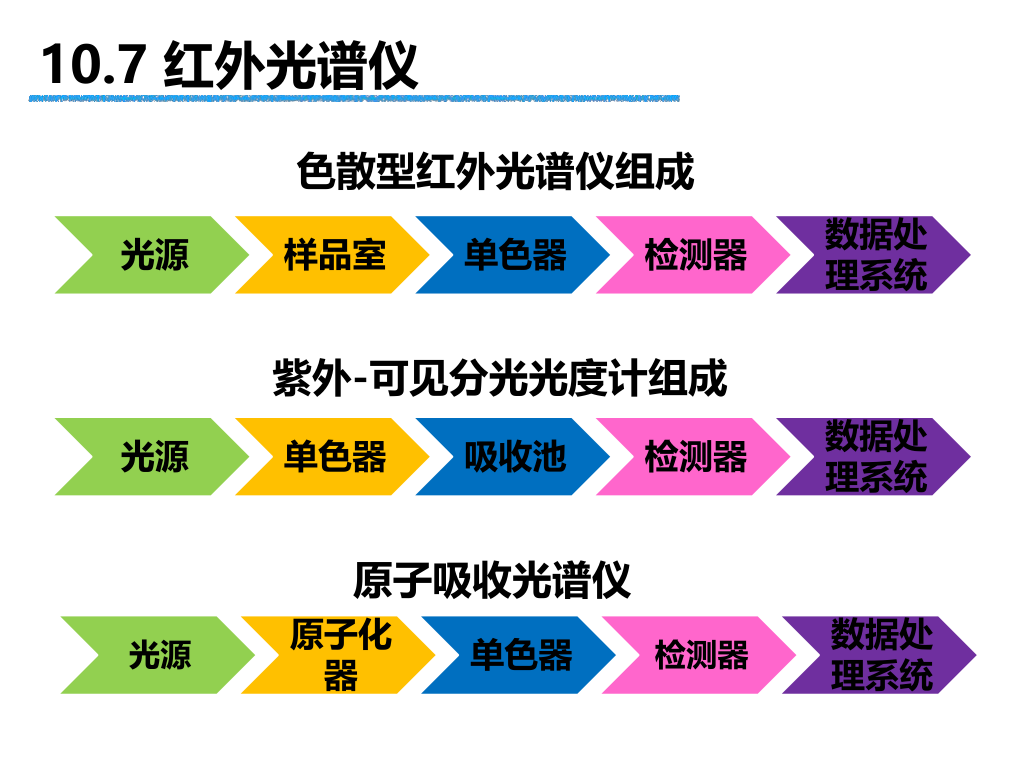 10.7 红外光谱仪
色散型红外光谱仪组成
光源
样品室
单色器
检测器
数据处
理系统
紫外-可见分光光度计组成
光源
单色器
吸收池
检测器
数据处
理系统
原子吸收光谱仪
光源
原子化
器
单色器
检测器
数据处
理系统